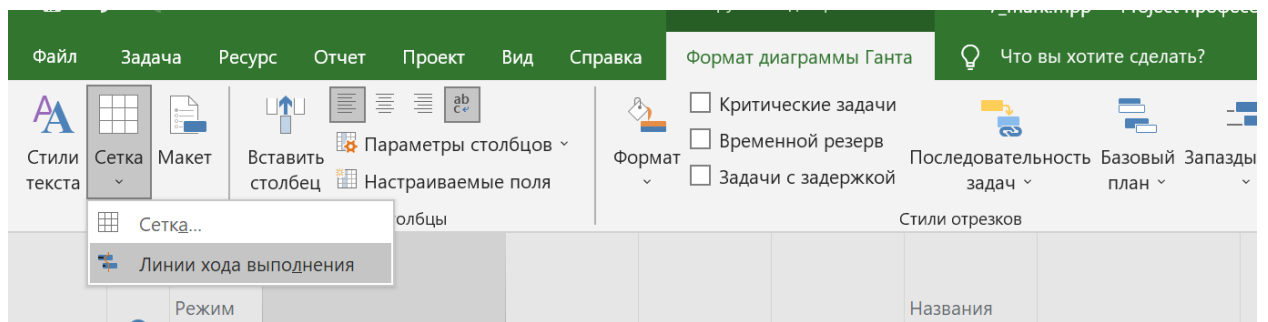 Файл Задача Ресурс Отчет Проект Вид Справка Формат диаграммы Ганта Что вы хотите сделать?
Стили текста
Сетка
Макет
Вставить столбец
ab
c
Параметры столбцов
Настраиваемые поля
Формат
Критические задачи
Временной резерв
Задачи с задержкой
Последовательность задач
Базовый план
Стили отрезков
Сетка...
Линии хода выполнения
Режим
Названия